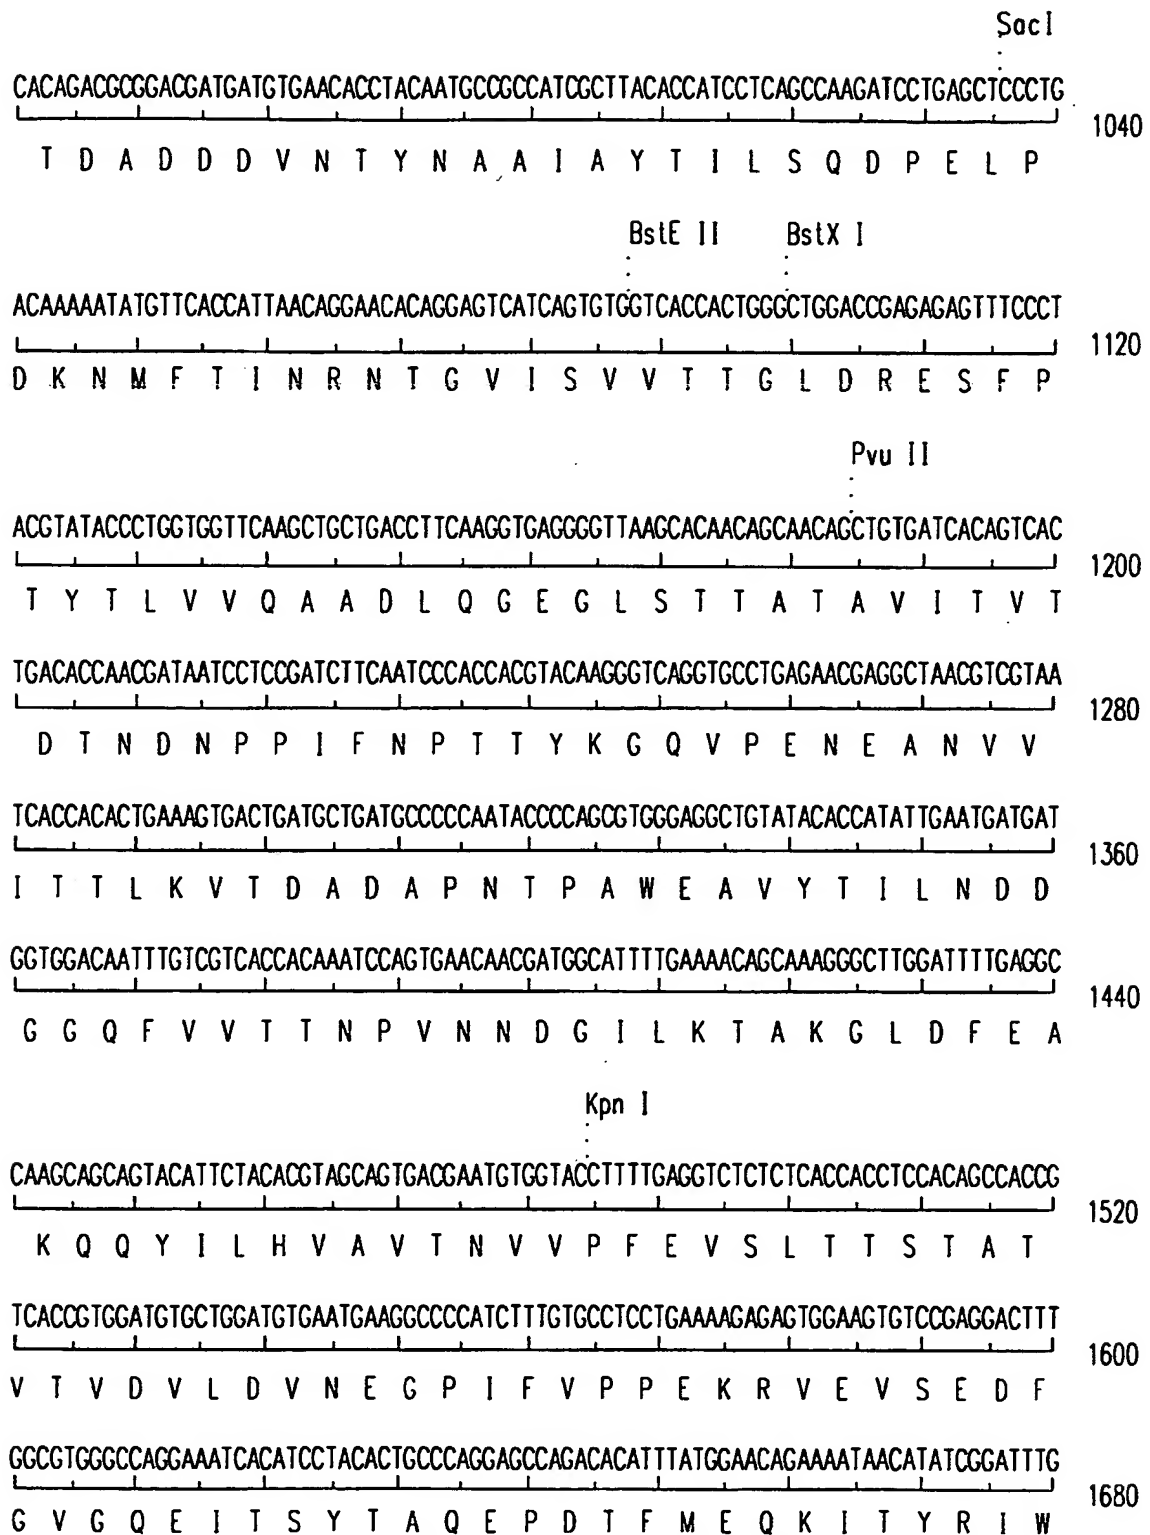 SacI
CACAGACGCGGACGATGATGTGAACACCTACAATGCCGCCATCGCTTACACCATCCTCAGCCAAGATCCTGAGCTCCCTG
1040
T D A D D D V N T Y N A A I A Y T I L S Q D P E L P
BstE II BstX I
ACAAAAATATGTTCACCATTAACAGGAACACAGGAGTCATCAGTGTGGTCACCACTGGGCTGGACCGAGAGAGTTTCCCT
1120
D K N M F T I N R N T G V I S V V T T G L D R E S F P
Pvu II
ACGTATACCCTGGTGGTTCAAGCTGCTGACCTTCAAGGTGAGGGGTTAAGCACAACAGCAACAGCTGTGATCACAGTCAC
1200
T Y T L V V Q A A D L Q G E G L S T T A T A V I T V T
TGACACCAACGATAATCCTCCGATCTTCAATCCCACCACGTACAAGGGTCAGGTGCCTGAGAACGAGGCTAACGTCGTAA
1280
D T N D N P P I F N P T T Y K G Q V P E N E A N V V
TCACCACACTGAAAGTGACTGATGCTGATGCCCCCAATACCCCAGCGTGGGAGGCTGTATACACCATATTGAATGATGAT
1360
I T T L K V T D A D A P N T P A W E A V Y T I L N D D
GGTGGACAATTTGTCGTCACCACAAATCCAGTGAACAACGATGGCATTTTGAAAACAGCAAAGGGCTTGGATTTTGAGGC
1440
G G Q F V V T T N P V N N D G I L K T A K G L D F E A
Kpn I
CAAGCAGCAGTACATTCTACACGTAGCAGTGACGAATGTGGTACCTTTTGAGGTCTCTCTCACCACCTCCACAGCCACCG
1520
K Q Q Y I L H V A V T N V V P F E V S L T T S T A T
TCACCGTGGATGTGCTGGATGTGAATGAAGGCCCCATCTTTGTGCCTCCTGAAAAGAGAGTGGAAGTGTCCGAGGACTTT
1600
V T V D V L D V N E G P I F V P P E K R V E V S E D F
GGCGTGGGCCAGGAAATCACATCCTACACTGCCCAGGAGCCAGACACATTTATGGAACAGAAAATAACATATCGGATTTG
1680
G V G Q E I T S Y T A Q E P D T F M E Q K I T Y R I W